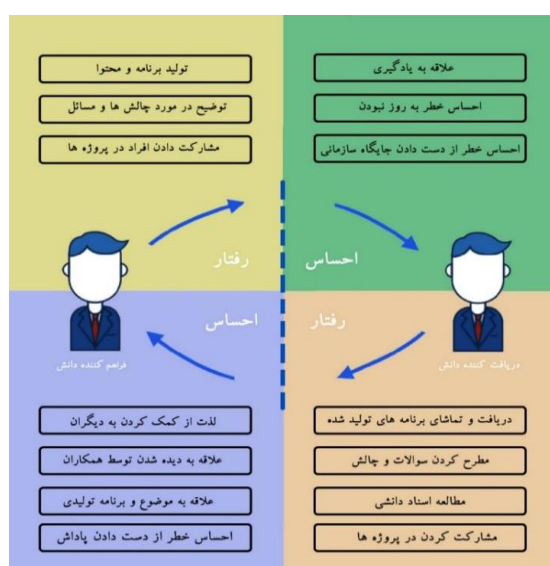 علاقه به یادگیری
احساس خطر به روز نبودن
احساس خطر از دست دادن جایگاه سازمانی
احساس
دریافت کننده دانش
تولید برنامه و محتوا
توضیح در مورد چالش ها و مسائل
مشارکت دادن افراد در پروژه ها
رفتار
فراهم کننده دانش
رفتار
دریافت و تماشای برنامه های تولید شده
مطرح کردن سوالات و چالش
مطالعه اسناد دانشی
مشارکت کردن در پروژه ها
احساس
لذت از کمک کردن به دیگران
علاقه به دیده شدن توسط همکاران
علاقه به موضوع و برنامه تولیدی
احساس خطر از دست دادن پاداش